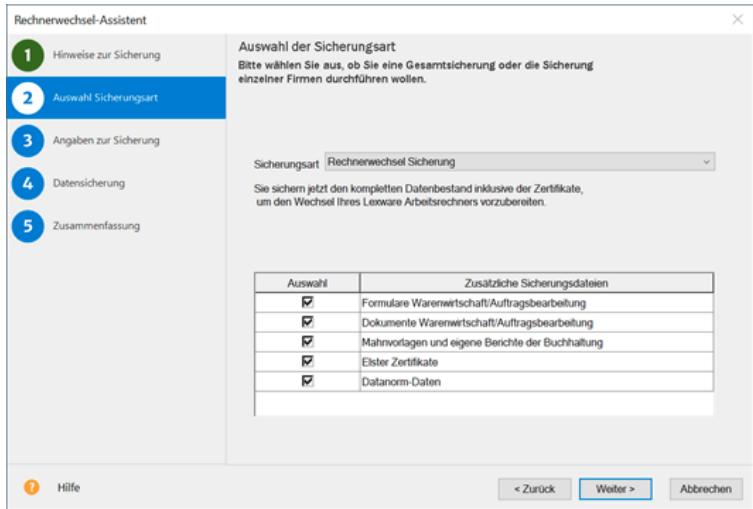 Rechnerwechsel-Assistent
1 Hinweise zur Sicherung
2 Auswahl Sicherungsart
3 Angaben zur Sicherung
4 Datensicherung
5 Zusammenfassung
Auswahl der Sicherungsart
Bitte wählen Sie aus, ob Sie eine Gesamtsicherung oder die Sicherung
einzelner Firmen durchführen wollen.
Sicherungsart Rechnerwechsel Sicherung
Sie sichern jetzt den kompletten Datenbestand inklusive der Zertifikate,
um den Wechsel Ihres Lexware Arbeitsrechners vorzubereiten.
Auswahl Zusätzliche Sicherungsdateien
Formulare Warenwirtschaft/Auftragsbearbeitung
Dokumente Warenwirtschaft/Auftragsbearbeitung
Mahnvorlagen und eigene Berichte der Buchhaltung
Elster Zertifikate
Datanorm-Daten
? Hilfe
< Zurück Weiter > Abbrechen